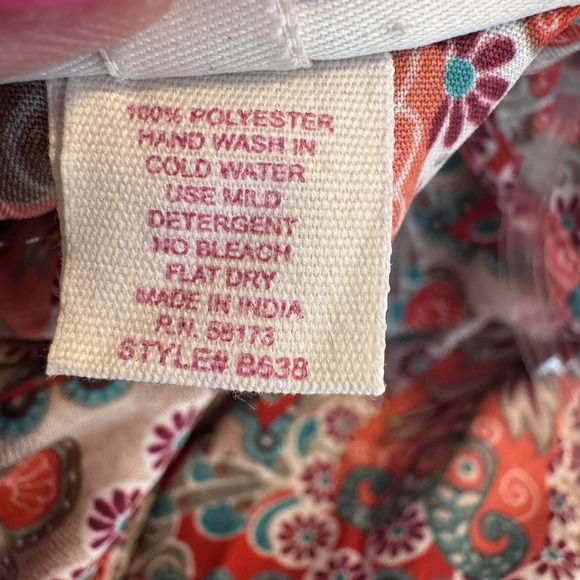 100% POLYESTER
HAND WASH IN
COLD WATER
USE MILD
DETERGENT
NO BLEACH
FLAT DRY
MADE IN INDIA
R.N. 58173
STYLE# B638